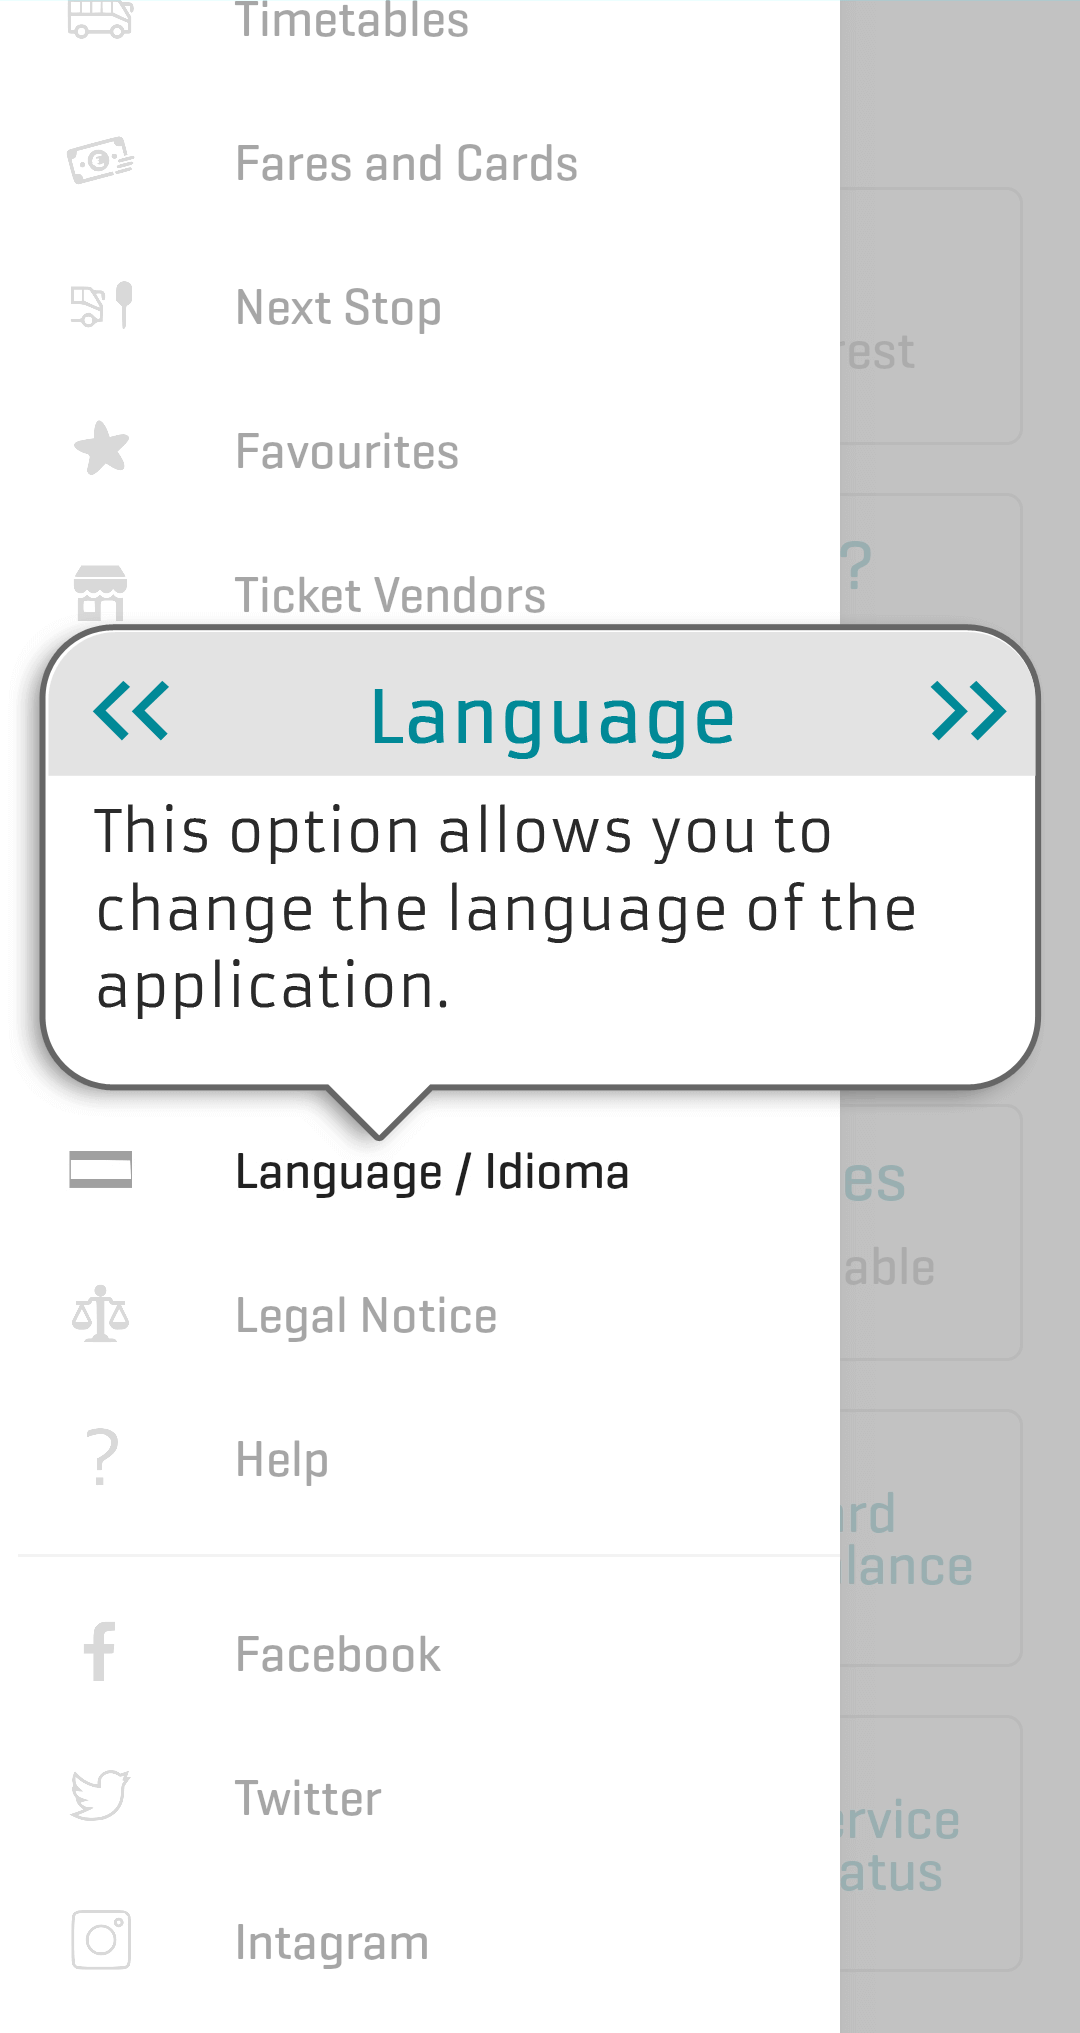 Timetables
Fares and Cards
Next Stop
Favourites
Ticket Vendors
Language
This option allows you to
change the language of the
application.
Language / Idioma
Legal Notice
Help
Facebook
Twitter
Intagram
rest
?
es
able
rd
lance
rvice
atus